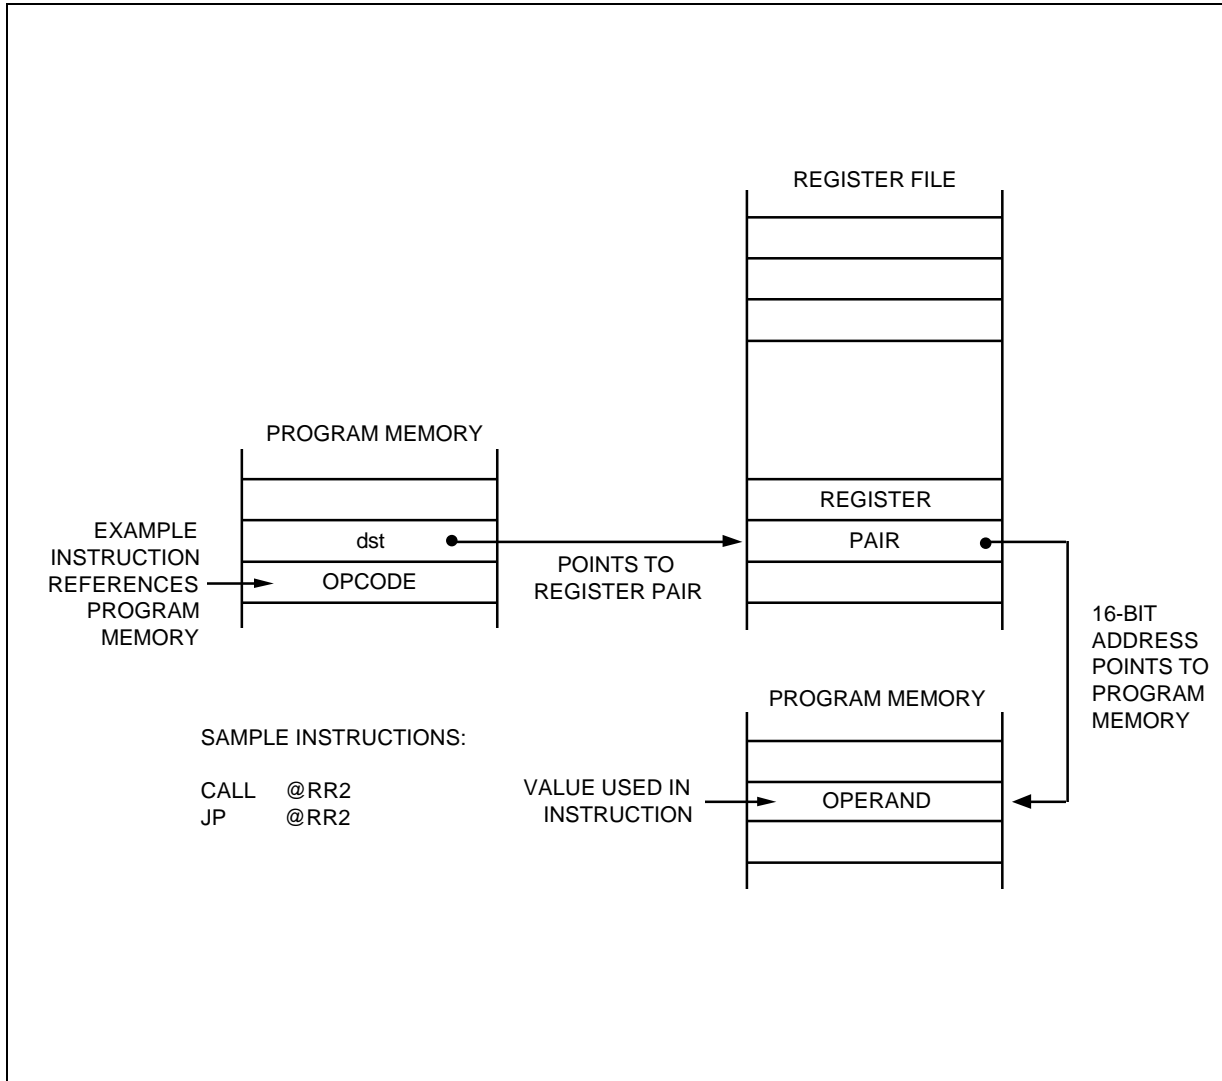 REGISTER FILE
PROGRAM MEMORY
REGISTER
EXAMPLE
INSTRUCTION
REFERENCES
PROGRAM
MEMORY
dst
OPCODE
POINTS TO
REGISTER PAIR
PAIR
16-BIT
ADDRESS
POINTS TO
PROGRAM
MEMORY
PROGRAM MEMORY
SAMPLE INSTRUCTIONS:
CALL @RR2
JP @RR2
VALUE USED IN
INSTRUCTION
OPERAND